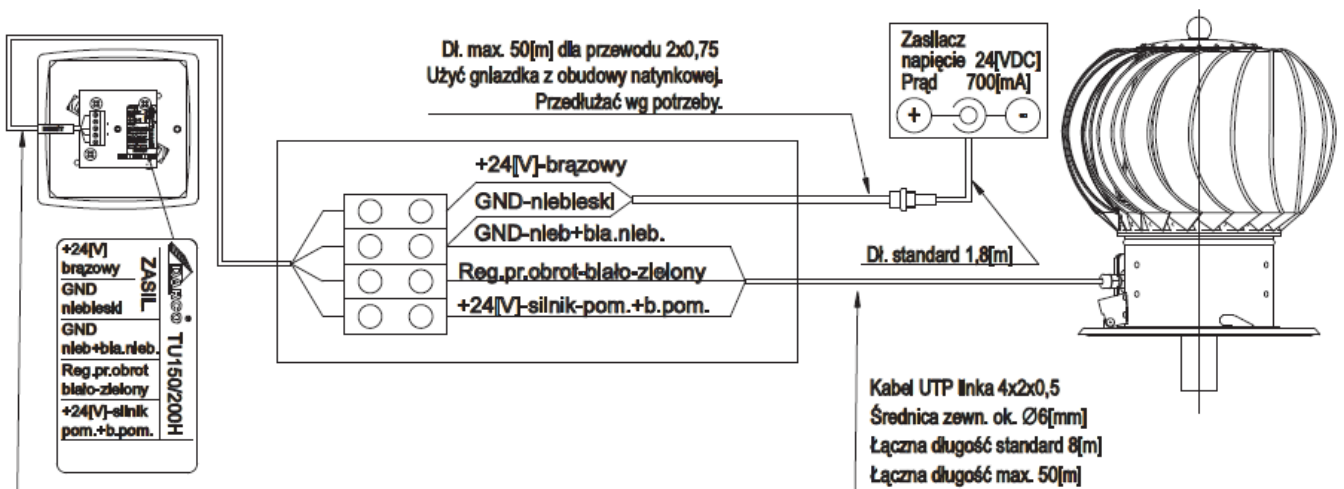 Dł. max. 50[m] dla przewodu 2x0,75
Użyć gniazdka z obudowy natynkowej.
Przedłużać wg potrzeby.
Zasilacz
napięcie 24[VDC]
Prąd 700[mA]
+ -
+24[V]-brązowy
GND-niebieski
GND-nieb+bia.nieb.
Reg.pr.obrot-biało-zielony
+24[V]-silnik-pom.+b.pom.
Dł. standard 1,8[m]
+24[V]
brązowy
GND
niebieski
GND
nieb+bia.nieb.
Reg.pr.obrot
biało-zielony
+24[V]-silnik
pom.+b.pom.
ZASIL.
DARCO ®
TU150/200H
Kabel UTP linka 4x2x0,5
Średnica zewn. ok. Ø6[mm]
Łączna długość standard 8[m]
Łączna długość max. 50[m]